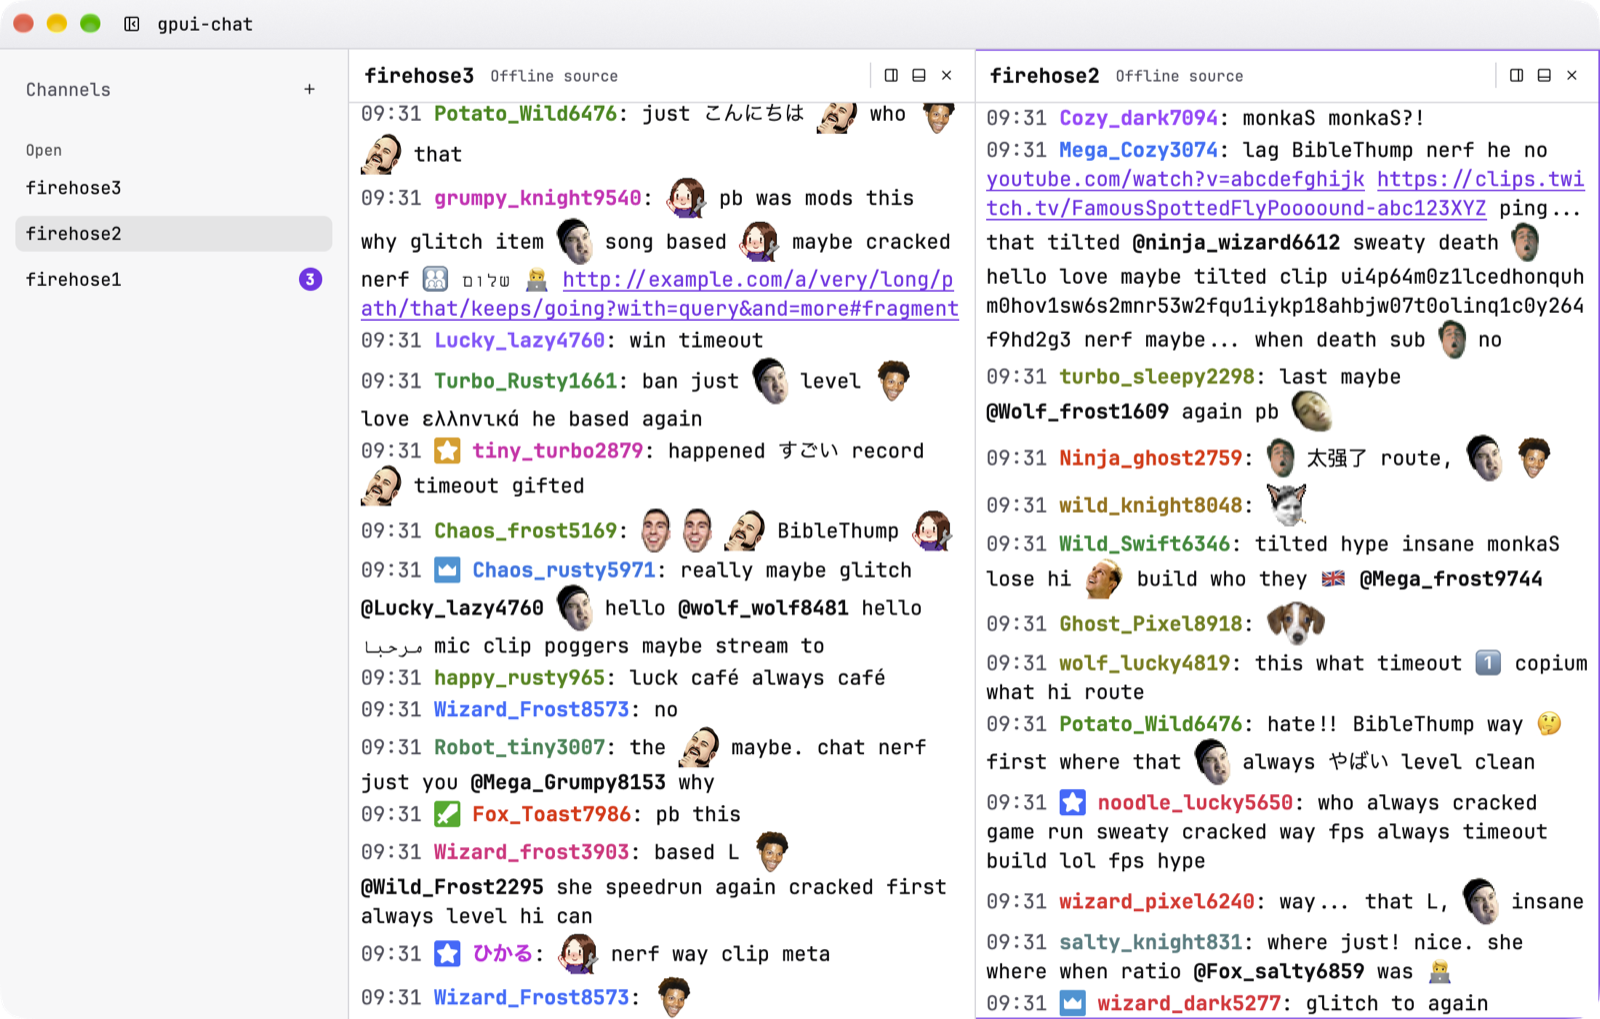 gpui-chat
Channels +
Open
firehose3
firehose2
firehose1 3
firehose3 Offline source
09:31 Potato_Wild6476: just こんにちは who
that
09:31 grumpy_knight9540: pb was mods this
why glitch item song based maybe cracked
nerf שלום http://example.com/a/very/long/p
ath/that/keeps/going?with=query&and=more#fragment
09:31 Lucky_lazy4760: win timeout
09:31 Turbo_Rusty1661: ban just level
love ελληνικά he based again
09:31 tiny_turbo2879: happened すごい record
timeout gifted
09:31 Chaos_frost5169: BibleThump
09:31 Chaos_rusty5971: really maybe glitch
@Lucky_lazy4760 hello @wolf_wolf8481 hello
مرحبا mic clip poggers maybe stream to
09:31 happy_rusty965: luck café always café
09:31 Wizard_Frost8573: no
09:31 Robot_tiny3007: the maybe. chat nerf
just you @Mega_Grumpy8153 why
09:31 Fox_Toast7986: pb this
09:31 Wizard_frost3903: based L
@Wild_Frost2295 she speedrun again cracked first
always level hi can
09:31 ひかる: nerf way clip meta
09:31 Wizard_Frost8573:
firehose2 Offline source
09:31 Cozy_dark7094: monkaS monkaS?!
09:31 Mega_Cozy3074: lag BibleThump nerf he no
youtube.com/watch?v=abcdefghijk https://clips.twi
tch.tv/FamousSpottedFlyPoooound-abc123XYZ ping...
that tilted @ninja_wizard6612 sweaty death
hello love maybe tilted clip ui4p64m0z1lcedhonquh
m0hov1sw6s2mnr53w2fqu1iykp18ahbjw07t0olinq1c0y264
f9hd2g3 nerf maybe... when death sub no
09:31 turbo_sleepy2298: last maybe
@Wolf_frost1609 again pb
09:31 Ninja_ghost2759: 太强了 route,
09:31 wild_knight8048:
09:31 Wild_Swift6346: tilted hype insane monkaS
lose hi build who they 🇬🇧 @Mega_frost9744
09:31 Ghost_Pixel8918:
09:31 wolf_lucky4819: this what timeout 1️⃣ copium
what hi route
09:31 Potato_Wild6476: hate!! BibleThump way 🤔
first where that always やばい level clean
09:31 noodle_lucky5650: who always cracked
game run sweaty cracked way fps always timeout
build lol fps hype
09:31 wizard_pixel6240: way... that L, insane
09:31 salty_knight831: where just! nice. she
where when ratio @Fox_salty6859 was
09:31 wizard_dark5277: glitch to again